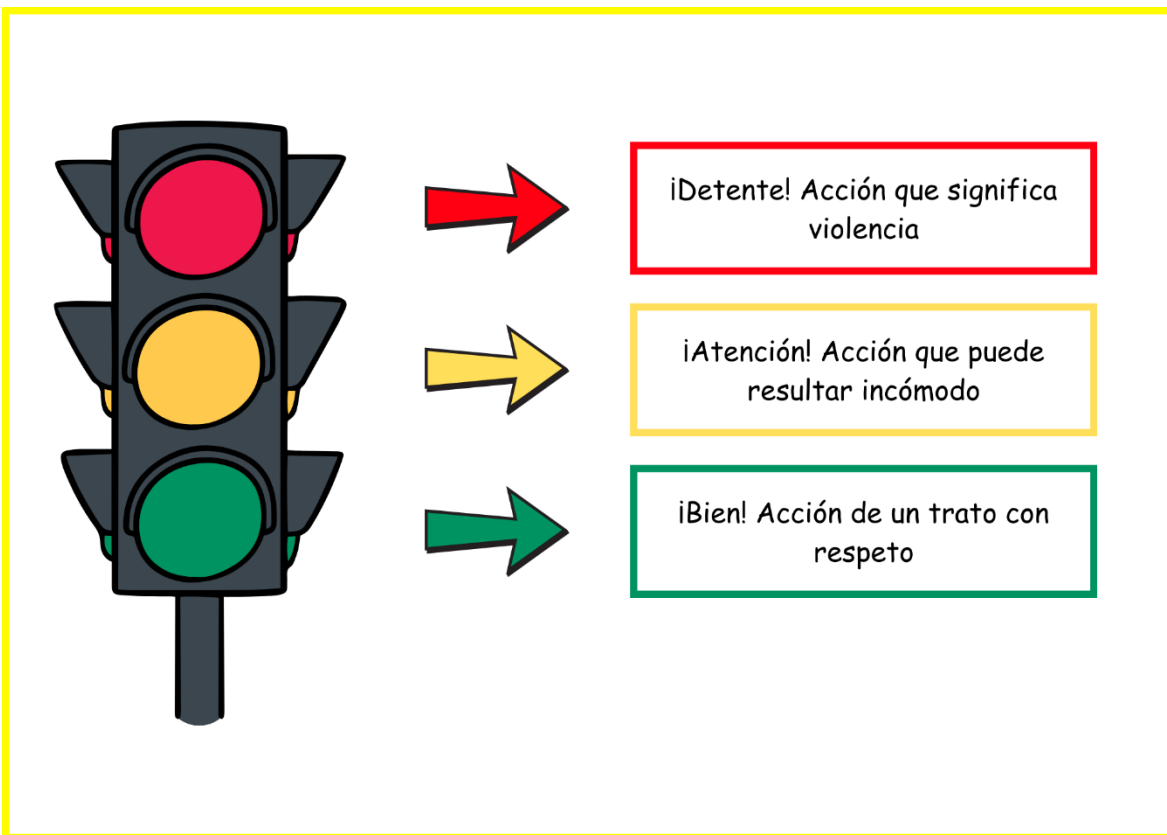 ¡Detente! Acción que significa
violencia
¡Atención! Acción que puede
resultar incómodo
¡Bien! Acción de un trato con
respeto